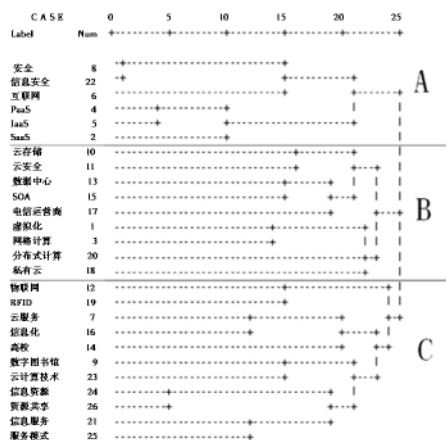 CASE 0 5 10 15 20 25
Label Num
安全 8
信息安全 22
互联网 6
PaaS 4
IaaS 5
SaaS 2
A
云存储 10
云安全 11
数据中心 13
SOA 15
电信运营商 17
虚拟化 1
网格计算 3
分布式计算 20
私有云 18
B
物联网 12
RFID 19
云服务 7
信息化 16
高校 14
数字图书馆 9
云计算技术 23
信息资源 24
资源共享 26
信息服务 21
服务模式 25
C